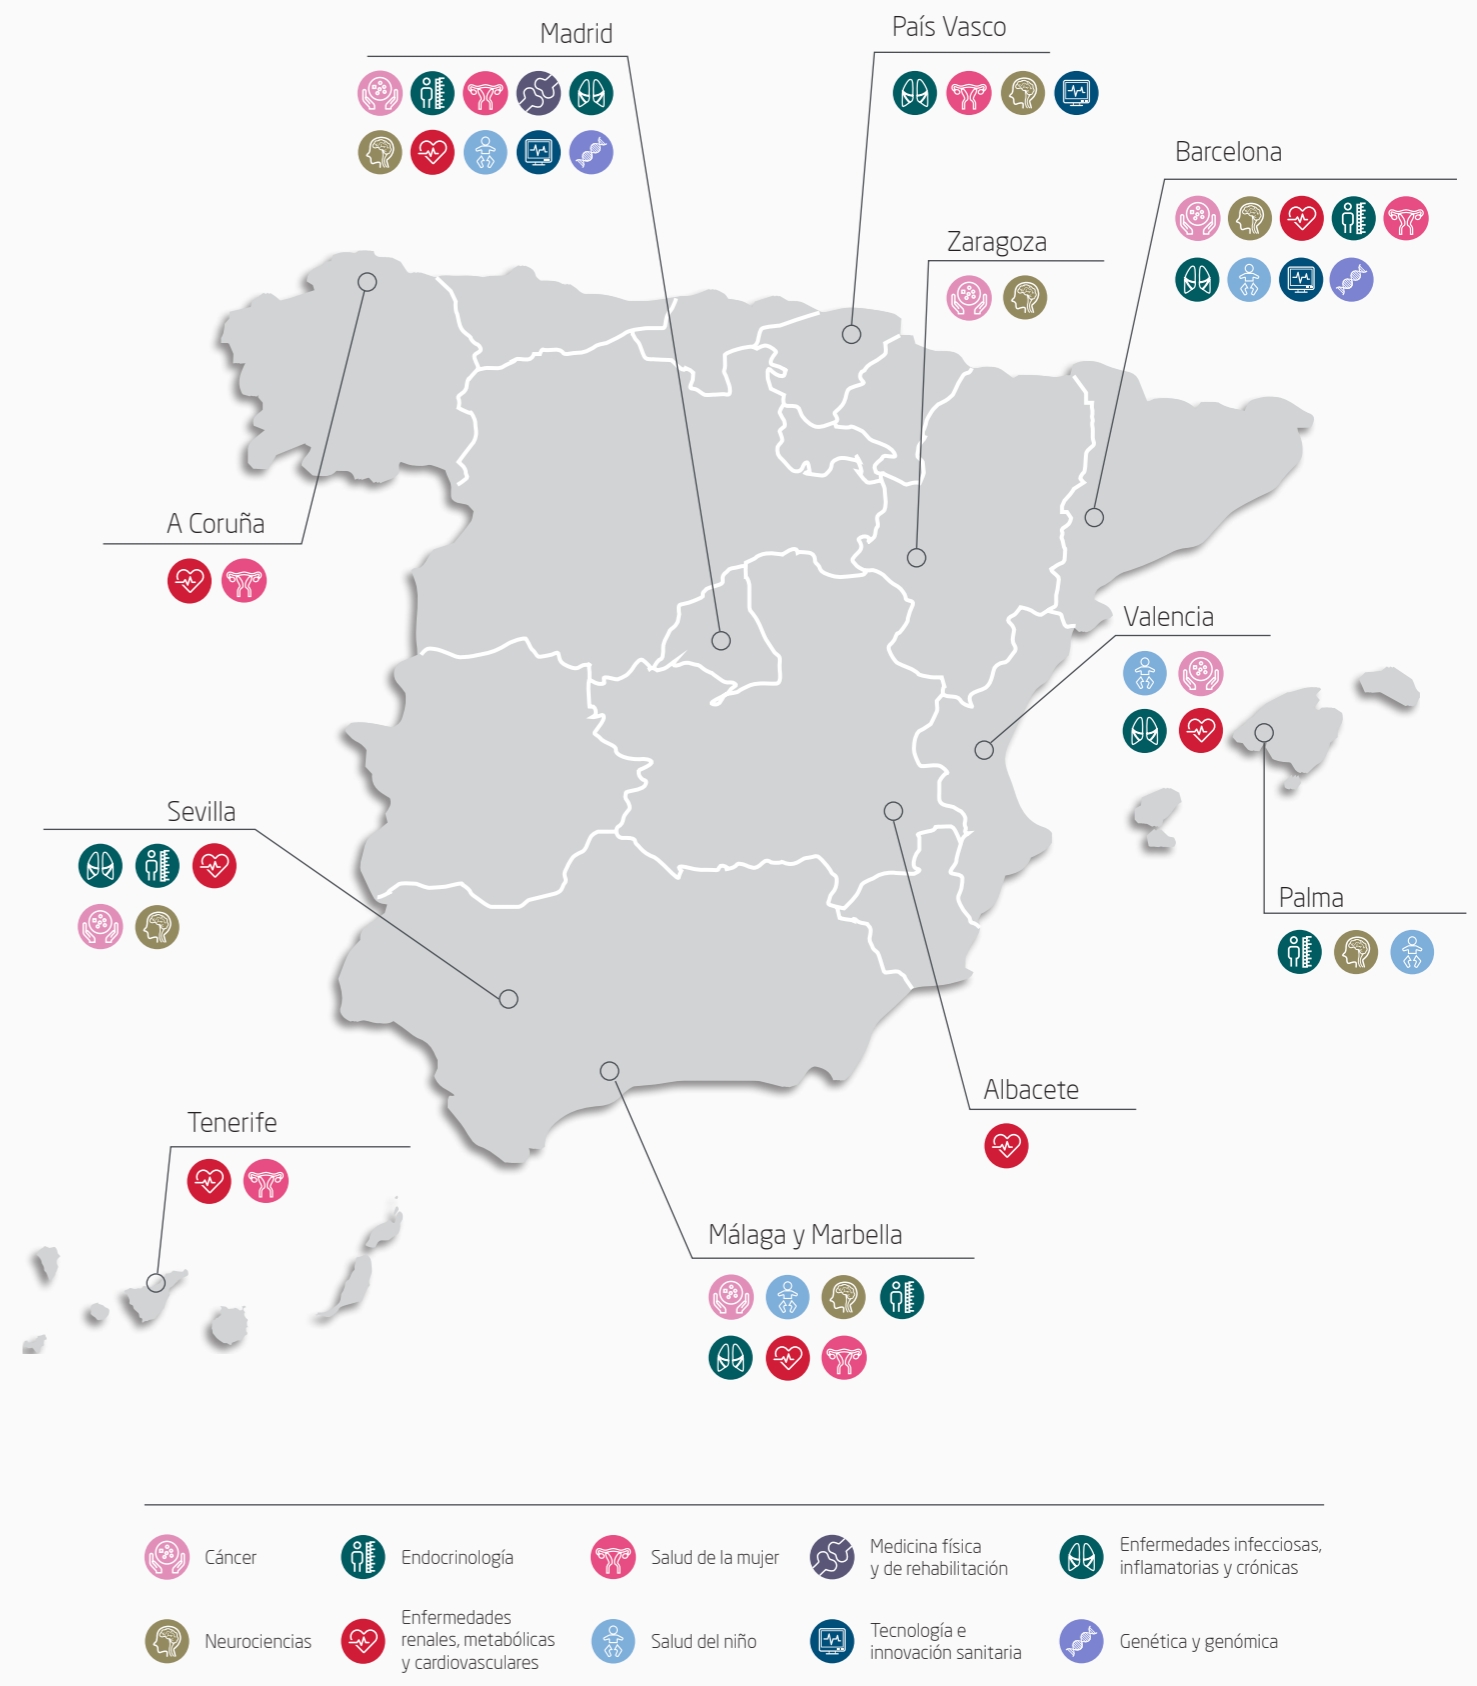 Madrid
País Vasco
Barcelona
Zaragoza
A Coruña
Valencia
Sevilla
Palma
Albacete
Tenerife
Málaga y Marbella
Cáncer
Endocrinología
Salud de la mujer
Medicina física
y de rehabilitación
Enfermedades infecciosas,
inflamatorias y crónicas
Neurociencias
Enfermedades
renales, metabólicas
y cardiovasculares
Salud del niño
Tecnología e
innovación sanitaria
Genética y genómica